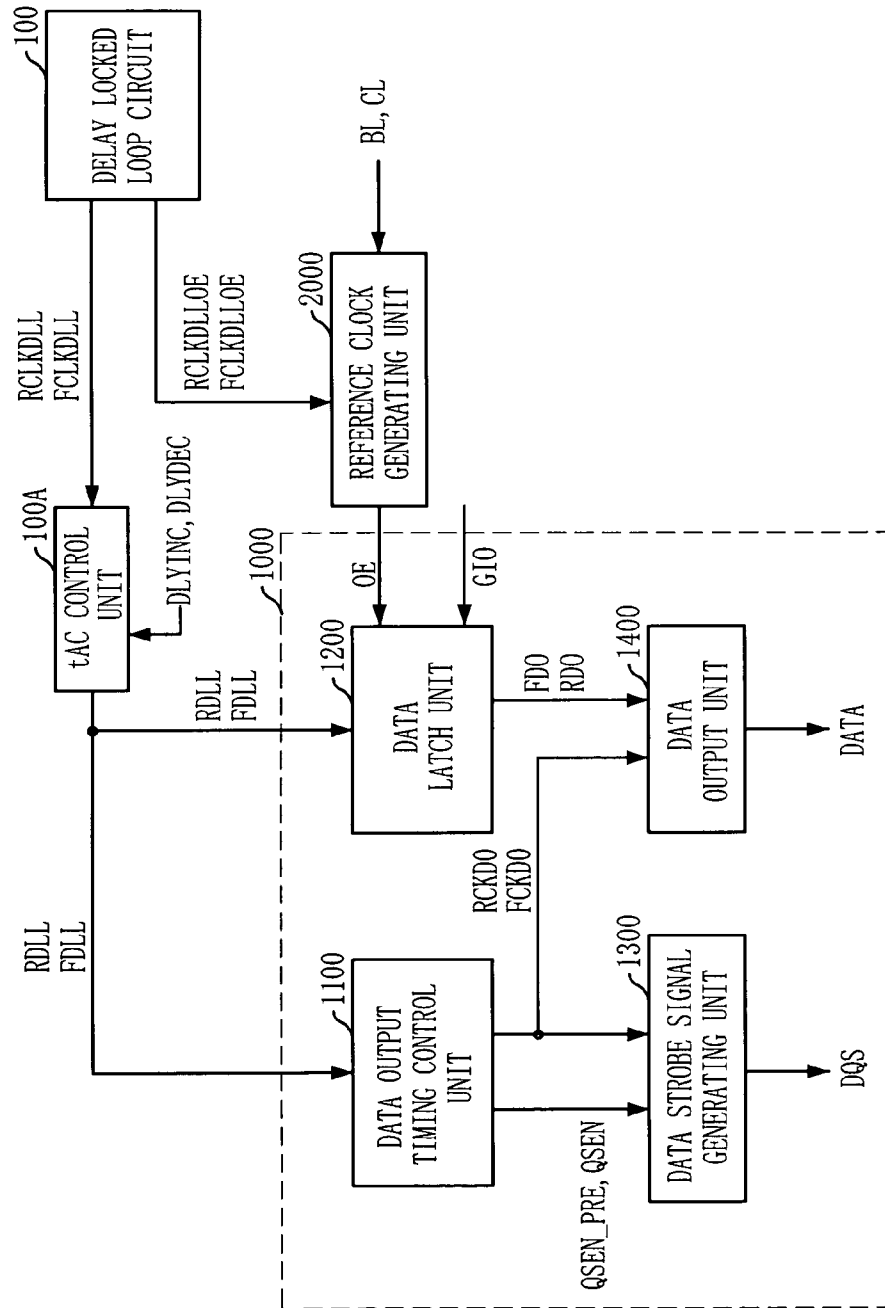 100
DELAY LOCKED
LOOP CIRCUIT
RCLKDLL
FCLKDLL
RCLKDLLOE
FCLKDLLOE
BL, CL
2000
REFERENCE CLOCK
GENERATING UNIT
100A
tAC CONTROL
UNIT
DLYINC, DLYDEC
RDLL
FDLL
RDLL
FDLL
1000
OE
GIO
1100
DATA OUTPUT
TIMING CONTROL
UNIT
1200
DATA
LATCH UNIT
QSEN_PRE, QSEN
RCKDO
FCKDO
FDO
RDO
1300
DATA STROBE SIGNAL
GENERATING UNIT
1400
DATA
OUTPUT UNIT
DQS
DATA